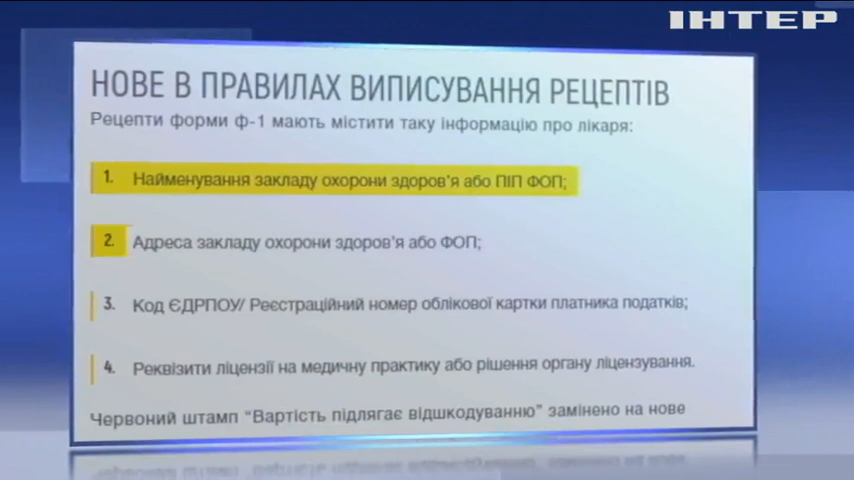 ІНТЕР
НОВЕ В ПРАВИЛАХ ВИПИСУВАННЯ РЕЦЕПТІВ
Рецепти форми ф-1 мають містити таку інформацію про лікаря:
1. Найменування закладу охорони здоров'я або ПІП ФОП;
2. Адреса закладу охорони здоров'я або ФОП;
3. Код ЄДРПОУ/ Реєстраційний номер облікової картки платника податків;
4. Реквізити ліцензії на медичну практику або рішення органу ліцензування.
Червоний штамп “Вартість підлягає відшкодуванню” замінено на нове